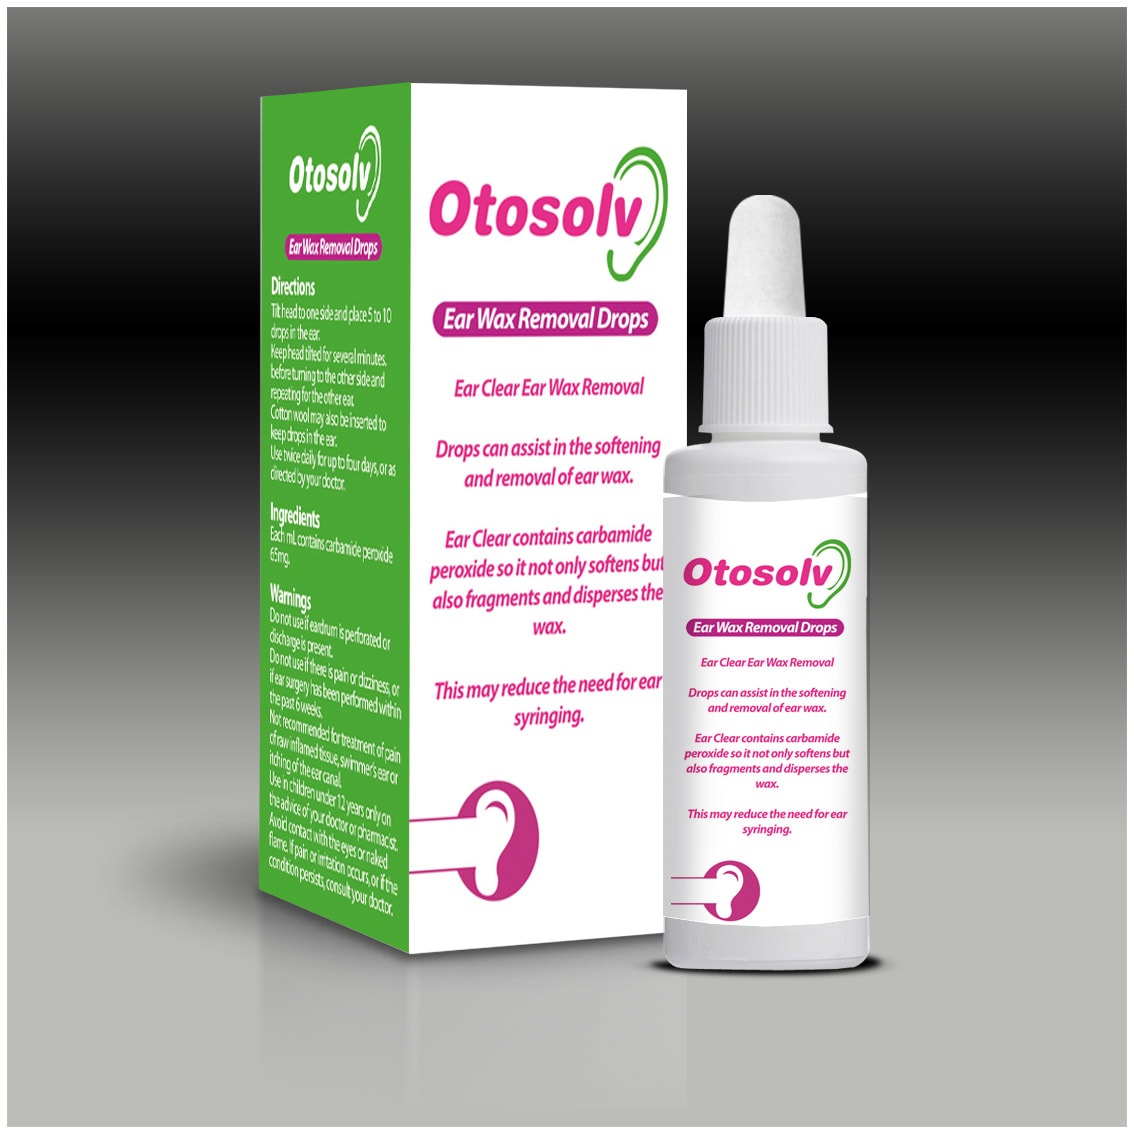 Otosolv
Ear Wax Removal Drops
Directions
Tilt head to one side and place 5 to 10
drops in the ear.
Keep head tilted for several minutes.
before turning to the other side and
repeating for the other ear.
Cotton wool may also be inserted to
keep drops in the ear.
Use twice daily for up to four days, or as
directed by your doctor.
Ingredients
Each mL contains carbamide peroxide
65mg.
Warnings
Do not use if eardrum is perforated or
discharge is present.
Do not use if there is pain or dizziness, or
if ear surgery has been performed within
the past 6 weeks.
Not recommended for treatment of pain
of raw inflamed tissue, swimmer's ear or
itching of the ear canal.
Use in children under 12 years only on
the advice of your doctor or pharmacist.
Avoid contact with the eyes or naked
flame. If pain or irritation occurs, or if the
condition persists, consult your doctor.
Otosolv
Ear Wax Removal Drops
Ear Clear Ear Wax Removal
Drops can assist in the softening
and removal of ear wax.
Ear Clear contains carbamide
peroxide so it not only softens but
also fragments and disperses the
wax.
This may reduce the need for ear
syringing.
Otosolv
Ear Wax Removal Drops
Ear Clear Ear Wax Removal
Drops can assist in the softening
and removal of ear wax.
Ear Clear contains carbamide
peroxide so it not only softens but
also fragments and disperses the
wax.
This may reduce the need for ear
syringing.